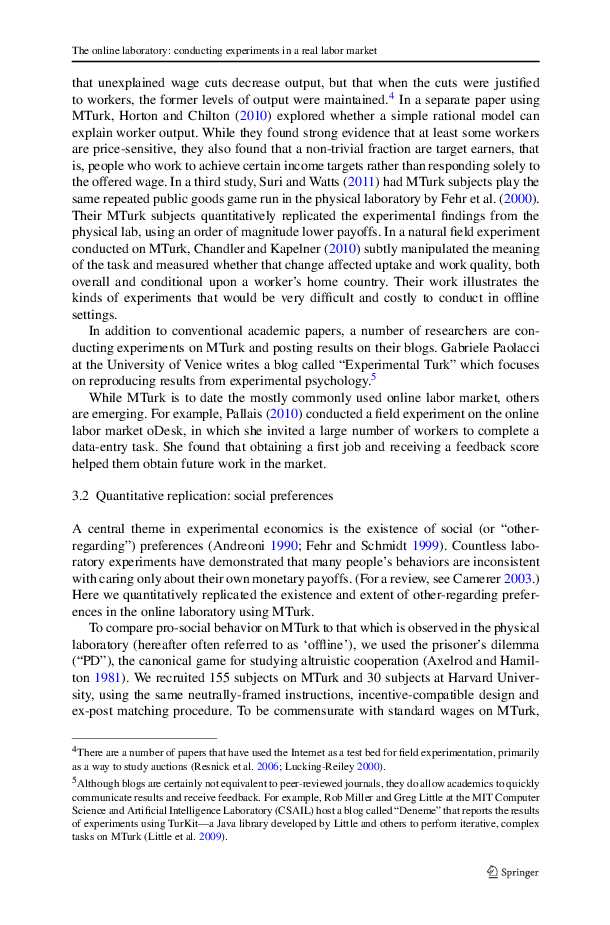 The online laboratory: conducting experiments in a real labor market
that unexplained wage cuts decrease output, but that when the cuts were justified
to workers, the former levels of output were maintained.4 In a separate paper using
MTurk, Horton and Chilton (2010) explored whether a simple rational model can
explain worker output. While they found strong evidence that at least some workers
are price-sensitive, they also found that a non-trivial fraction are target earners, that
is, people who work to achieve certain income targets rather than responding solely to
the offered wage. In a third study, Suri and Watts (2011) had MTurk subjects play the
same repeated public goods game run in the physical laboratory by Fehr et al. (2000).
Their MTurk subjects quantitatively replicated the experimental findings from the
physical lab, using an order of magnitude lower payoffs. In a natural field experiment
conducted on MTurk, Chandler and Kapelner (2010) subtly manipulated the meaning
of the task and measured whether that change affected uptake and work quality, both
overall and conditional upon a worker's home country. Their work illustrates the
kinds of experiments that would be very difficult and costly to conduct in offline
settings.
In addition to conventional academic papers, a number of researchers are con-
ducting experiments on MTurk and posting results on their blogs. Gabriele Paolacci
at the University of Venice writes a blog called “Experimental Turk” which focuses
on reproducing results from experimental psychology.5
While MTurk is to date the mostly commonly used online labor market, others
are emerging. For example, Pallais (2010) conducted a field experiment on the online
labor market oDesk, in which she invited a large number of workers to complete a
data-entry task. She found that obtaining a first job and receiving a feedback score
helped them obtain future work in the market.
3.2 Quantitative replication: social preferences
A central theme in experimental economics is the existence of social (or “other-
regarding”) preferences (Andreoni 1990; Fehr and Schmidt 1999). Countless labo-
ratory experiments have demonstrated that many people's behaviors are inconsistent
with caring only about their own monetary payoffs. (For a review, see Camerer 2003.)
Here we quantitatively replicated the existence and extent of other-regarding prefer-
ences in the online laboratory using MTurk.
To compare pro-social behavior on MTurk to that which is observed in the physical
laboratory (hereafter often referred to as ‘offline’), we used the prisoner's dilemma
(“PD”), the canonical game for studying altruistic cooperation (Axelrod and Hamil-
ton 1981). We recruited 155 subjects on MTurk and 30 subjects at Harvard Univer-
sity, using the same neutrally-framed instructions, incentive-compatible design and
ex-post matching procedure. To be commensurate with standard wages on MTurk,
4There are a number of papers that have used the Internet as a test bed for field experimentation, primarily
as a way to study auctions (Resnick et al. 2006; Lucking-Reiley 2000).
5Although blogs are certainly not equivalent to peer-reviewed journals, they do allow academics to quickly
communicate results and receive feedback. For example, Rob Miller and Greg Little at the MIT Computer
Science and Artificial Intelligence Laboratory (CSAIL) host a blog called “Deneme” that reports the results
of experiments using TurKit—a Java library developed by Little and others to perform iterative, complex
tasks on MTurk (Little et al. 2009).
Springer